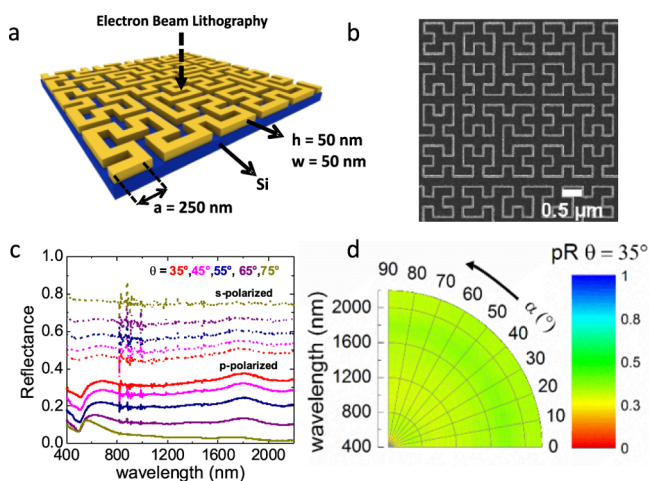 a
Electron Beam Lithography
h = 50 nm
w = 50 nm
Si
a = 250 nm
b
0.5 μm
c
Reflectance
1.0
0.8
0.6
0.4
0.2
0.0
θ = 35°,45°,55°, 65°,75°
s-polarized
p-polarized
400 800 1200 1600 2000
wavelength (nm)
d
wavelength (nm)
2000
1600
1200
800
400
90 80 70 60 50 40 30 20 10 0
α (°)
pR θ = 35°
1
0.8
0.5
0.3
0